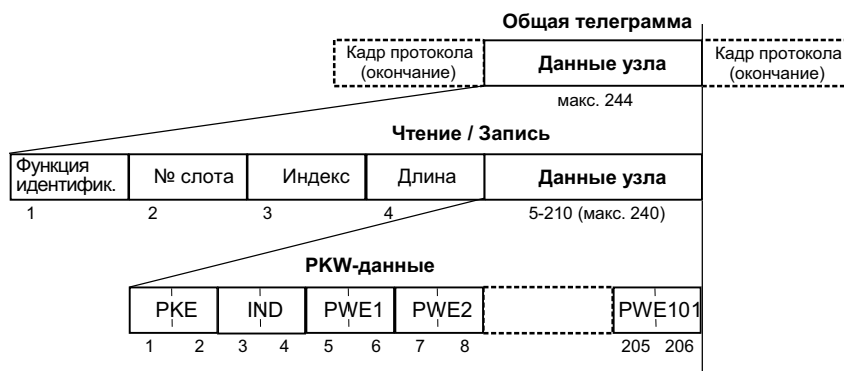 Общая телеграмма
Кадр протокола
(окончание)
Данные узла
Кадр протокола
(окончание)
макс. 244
Чтение / Запись
Функция
идентифик.
№ слота
Индекс
Длина
Данные узла
1 2 3 4 5-210 (макс. 240)
PKW-данные
PKE IND PWE1 PWE2 PWE101
1 2 3 4 5 6 7 8 205 206